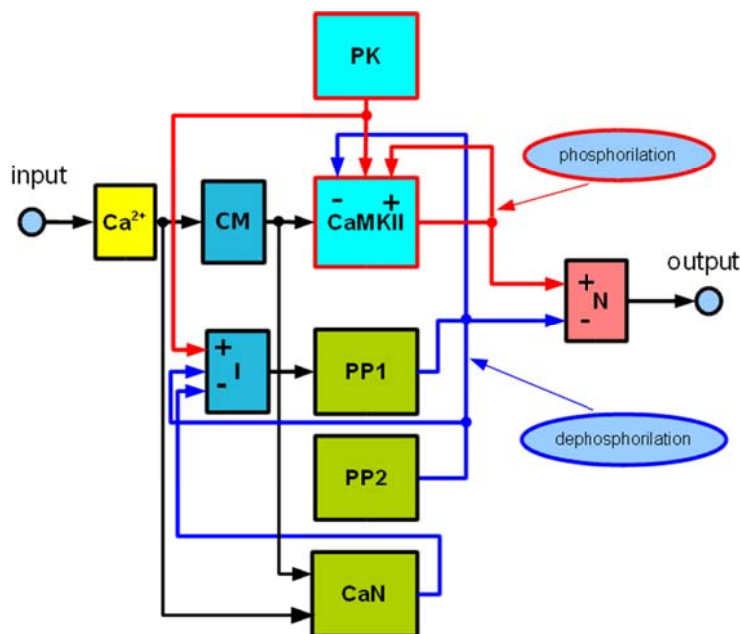 PK
phosphorilation
input
- +
Ca²⁺
CM
CaMKII
output
+
N
-
+
I
-
PP1
dephosphorilation
PP2
CaN